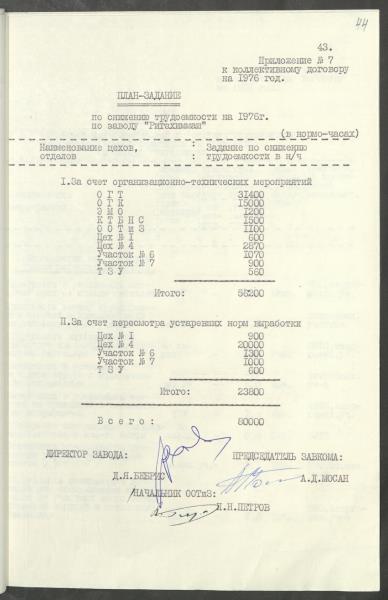 44
43.
Приложение № 7
к коллективному договору
на 1976 год.
ПЛАН-ЗАДАНИЕ
по снижению трудоемкости на 1976г.
по заводу "Ригахиммаш"
(в нормо-часах)
Наименование цехов, : Задание по снижению
отделов : трудоемкости в н/ч
I.За счет организационно-технических мероприятий
О Г Т 31400
О Г К 15000
Э М О 1200
К Т Б Н С 1500
О О Т и З 1100
Цех № 1 600
Цех № 4 2870
Участок № 6 1070
Участок № 7 900
Т З У 560
Итого: 56200
II.За счет пересмотра устаревших норм выработки
Цех № 1 900
Цех № 4 20000
Участок № 6 1300
Участок № 7 1000
Т З У 600
Итого: 23800
В с е г о : 80000
ДИРЕКТОР ЗАВОДА: ПРЕДСЕДАТЕЛЬ ЗАВКОМА:
Д.Я.БЕБРИС А.Д.МОСАН
НАЧАЛЬНИК ООТиЗ:
Я.Н.ПЕТРОВ